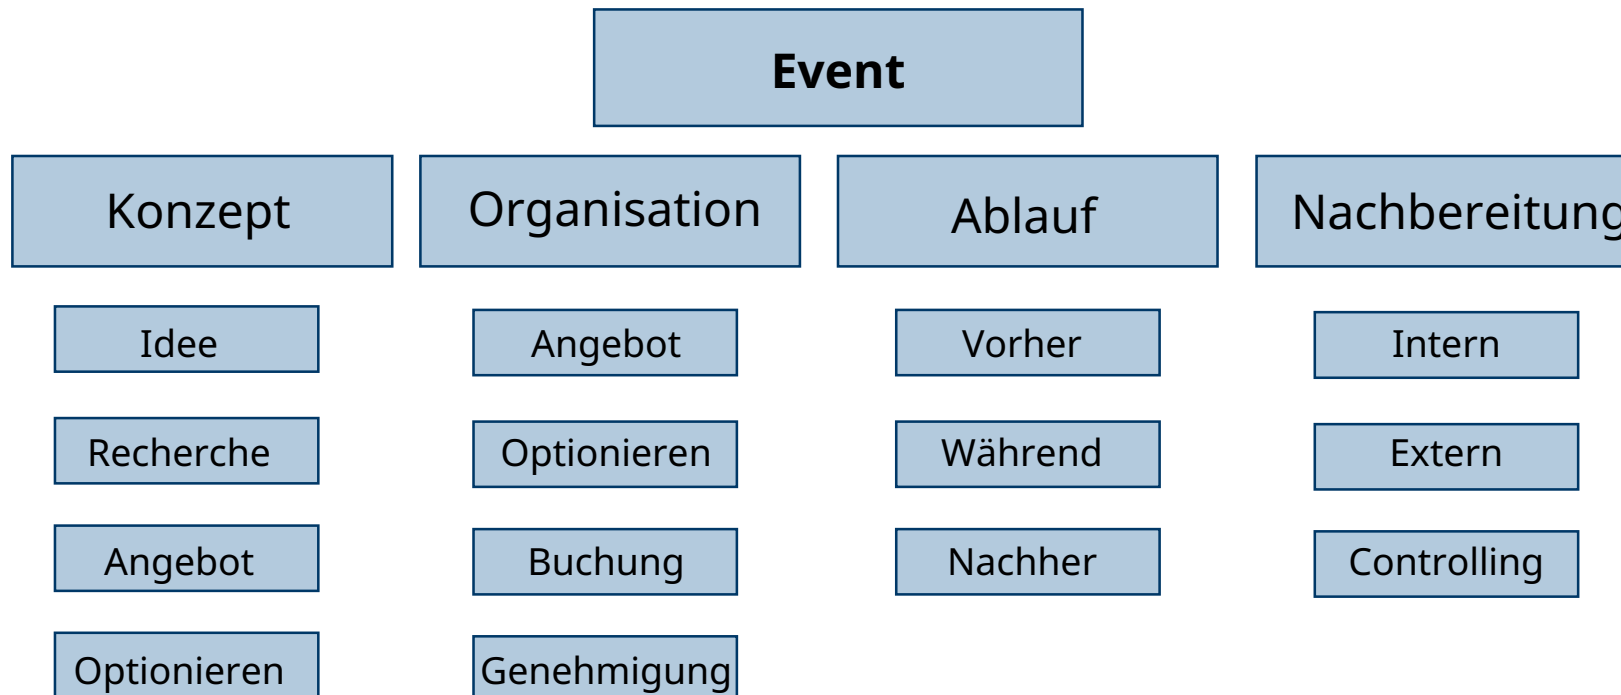 Event
Konzept
Organisation
Ablauf
Nachbereitung
Idee
Angebot
Vorher
Intern
Recherche
Optionieren
Während
Extern
Angebot
Buchung
Nachher
Controlling
Optionieren
Genehmigung